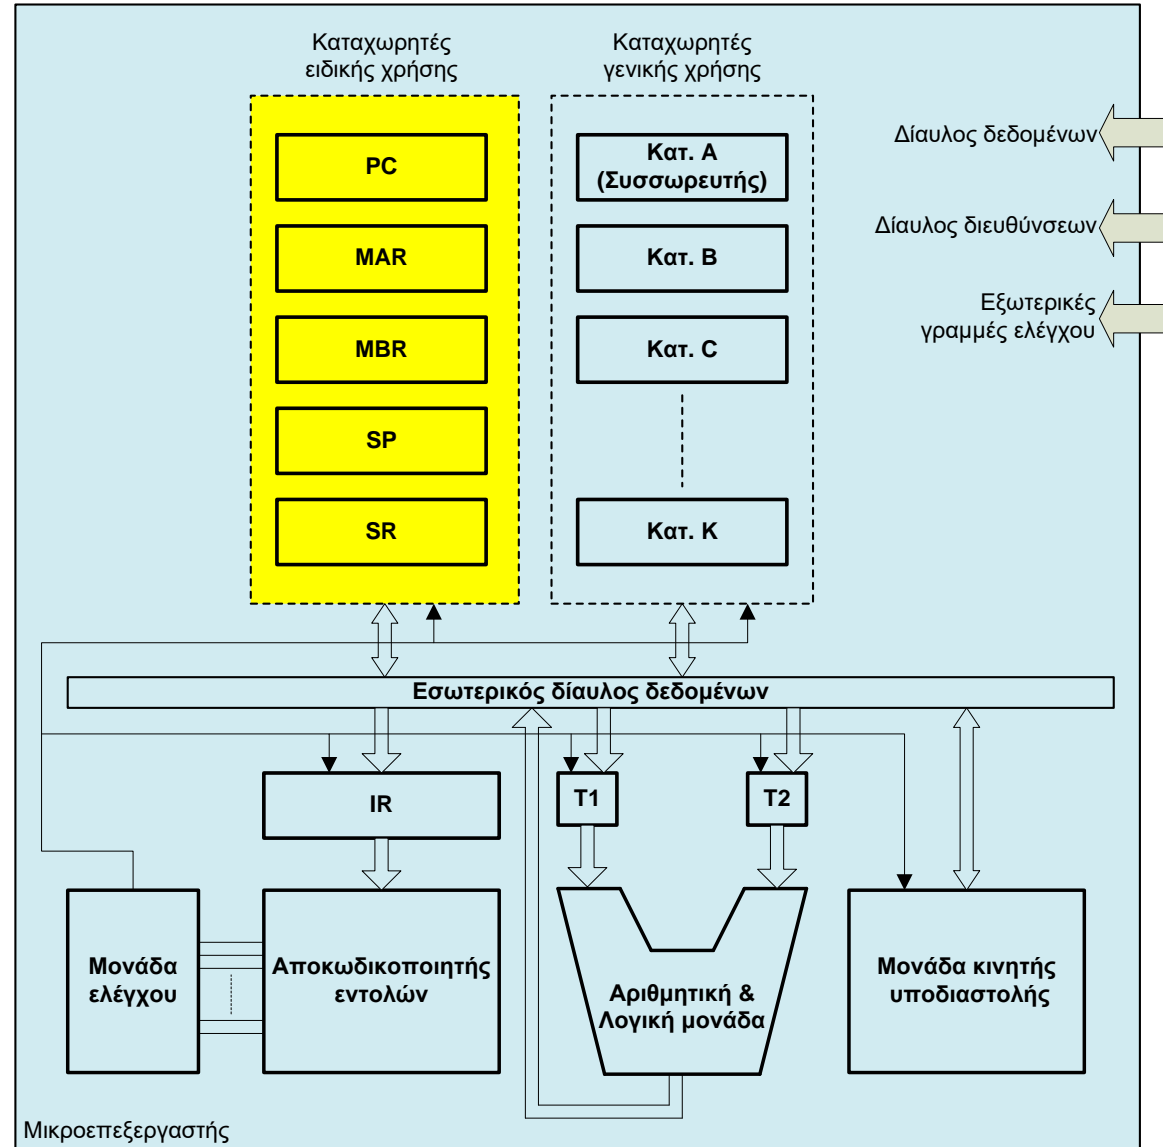 Καταχωρητές
ειδικής χρήσης
Καταχωρητές
γενικής χρήσης
PC
MAR
MBR
SP
SR
Κατ. Α
(Συσσωρευτής)
Κατ. Β
Κατ. C
Κατ. Κ
Δίαυλος δεδομένων
Δίαυλος διευθύνσεων
Εξωτερικές
γραμμές ελέγχου
Εσωτερικός δίαυλος δεδομένων
IR
T1
T2
Μονάδα
ελέγχου
Αποκωδικοποιητής
εντολών
Αριθμητική &
Λογική μονάδα
Μονάδα κινητής
υποδιαστολής
Μικροεπεξεργαστής